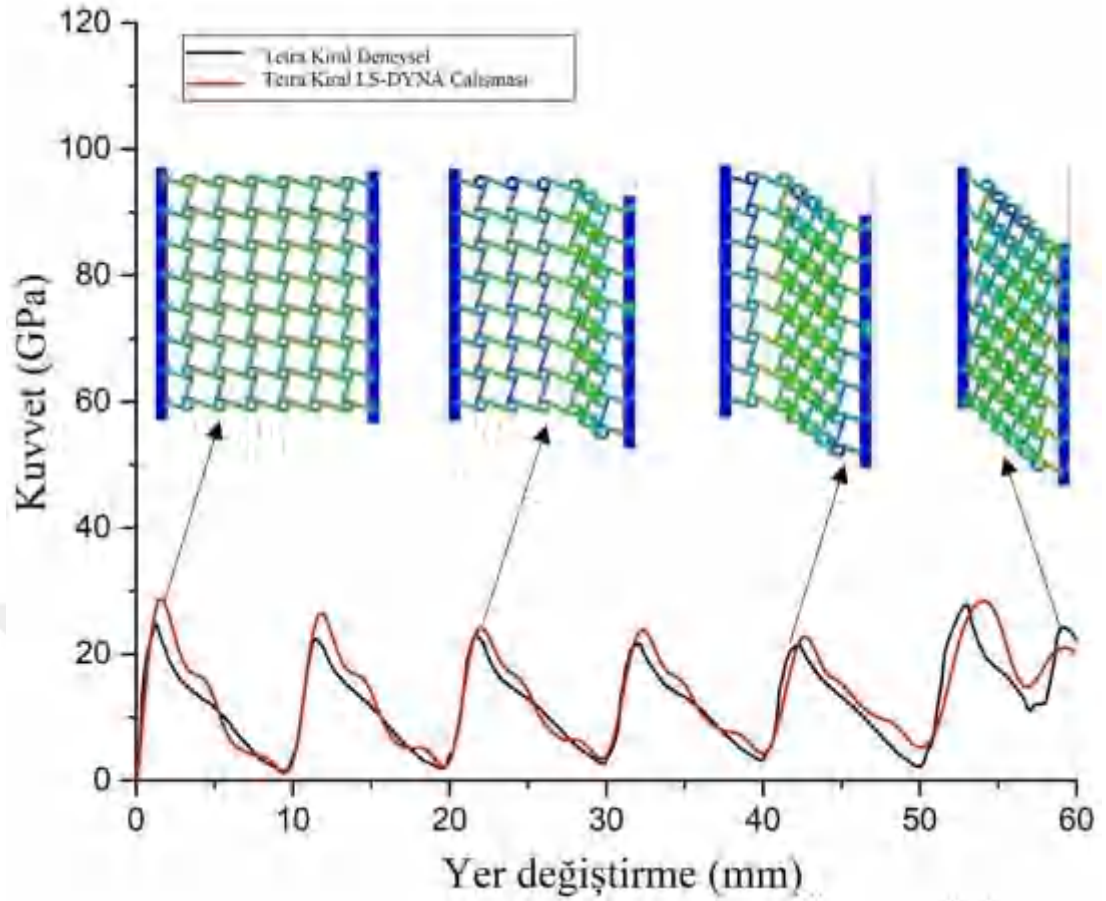 120
Tetra Kiral Deneysel
Tetra Kiral LS-DYNA Çalışması
100
80
60
40
20
0
Kuvvet (GPa)
0 10 20 30 40 50 60
Yer değiştirme (mm)